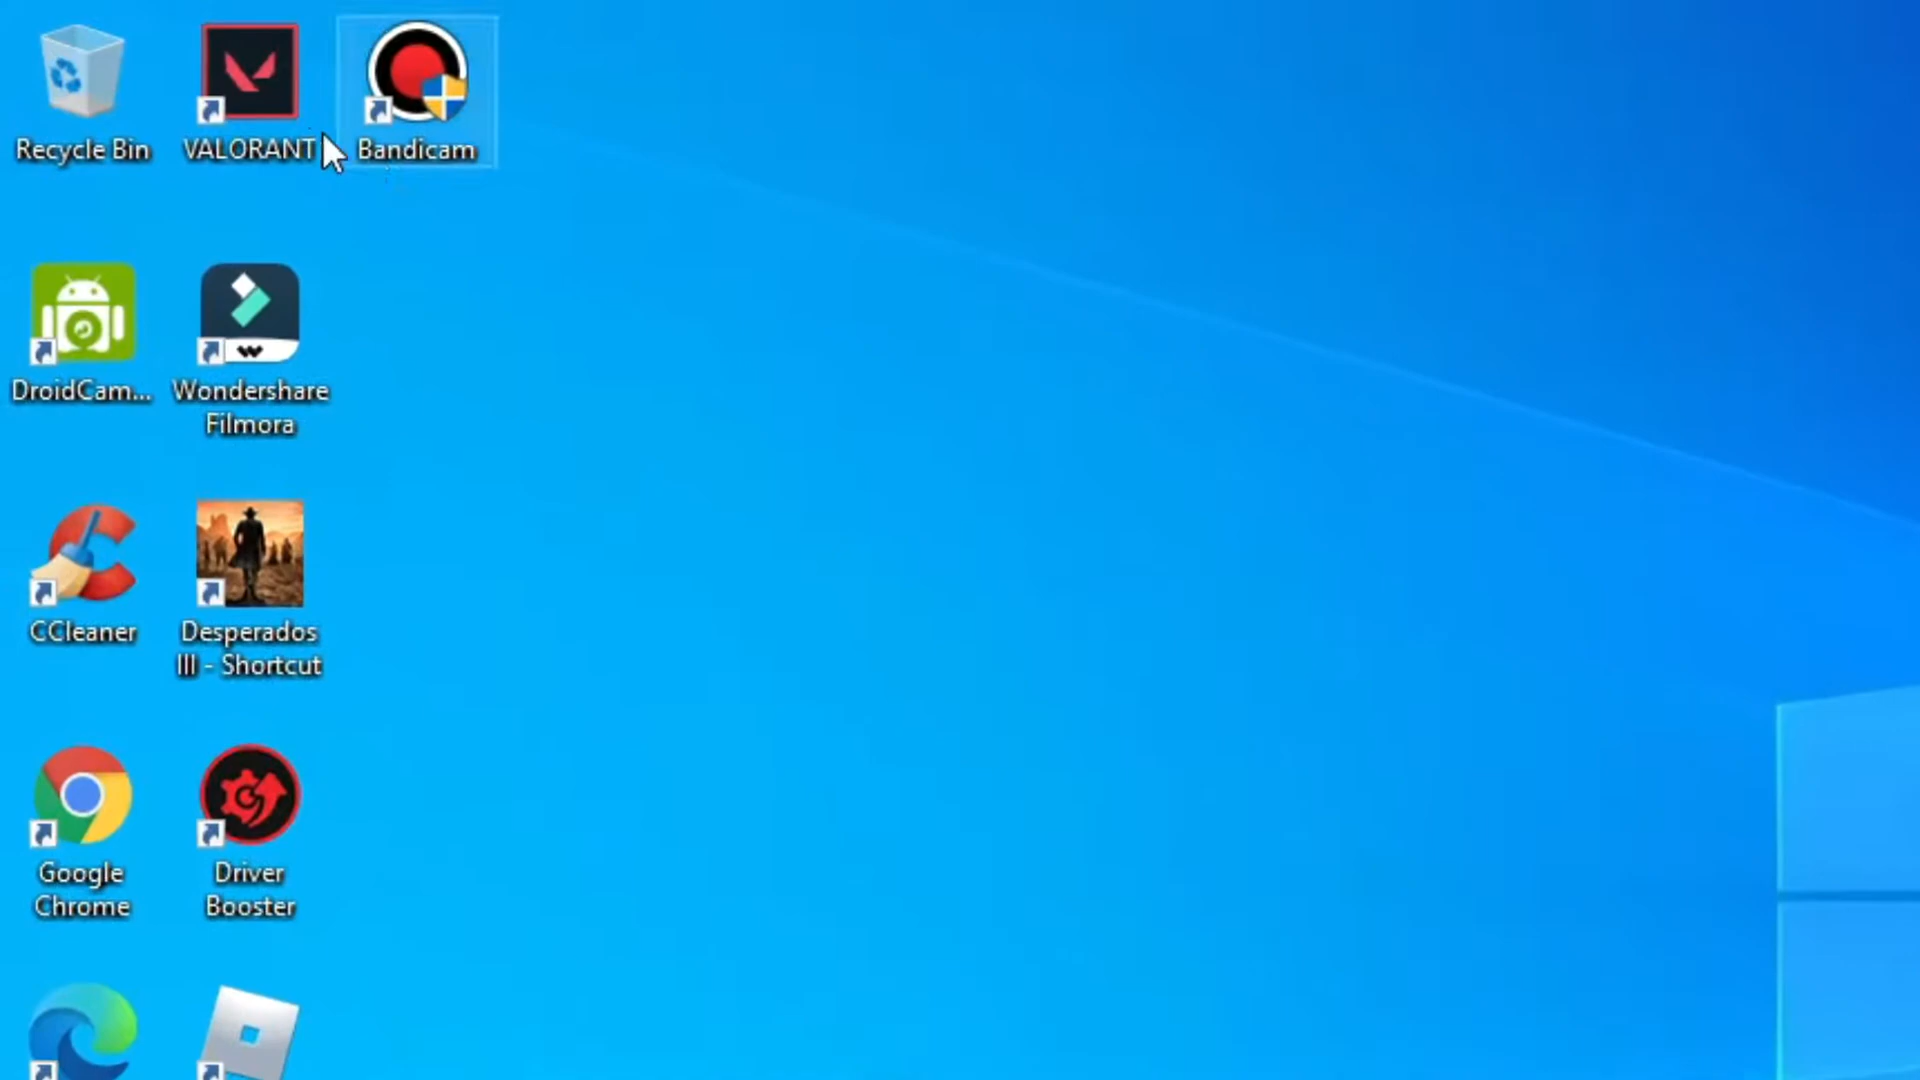 Recycle Bin
VALORANT
Bandicam
DroidCam...
Wondershare
Filmora
CCleaner
Desperados
III - Shortcut
Google
Chrome
Driver
Booster